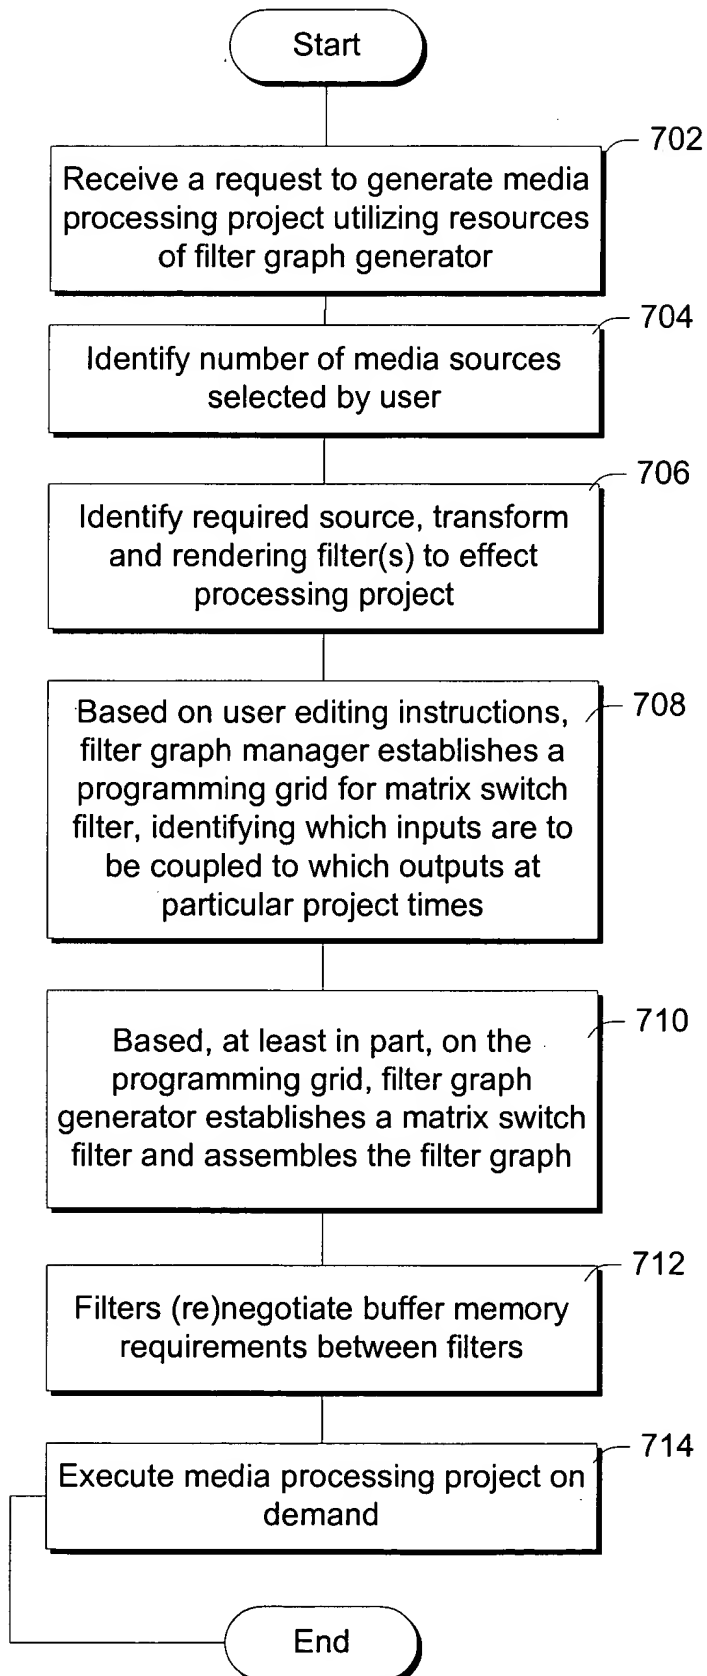 Start
702
Receive a request to generate media
processing project utilizing resources
of filter graph generator
704
Identify number of media sources
selected by user
706
Identify required source, transform
and rendering filter(s) to effect
processing project
708
Based on user editing instructions,
filter graph manager establishes a
programming grid for matrix switch
filter, identifying which inputs are to
be coupled to which outputs at
particular project times
710
Based, at least in part, on the
programming grid, filter graph
generator establishes a matrix switch
filter and assembles the filter graph
712
Filters (re)negotiate buffer memory
requirements between filters
714
Execute media processing project on
demand
End